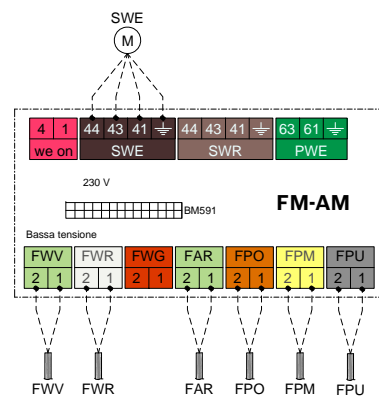 SWE
M
4 1 44 43 41 44 43 41 63 61
we on SWE SWR PWE
230 V
BM591
FM-AM
Bassa tensione
FWV FWR FWG FAR FPO FPM FPU
2 1 2 1 2 1 2 1 2 1 2 1 2 1
FWV FWR FAR FPO FPM FPU